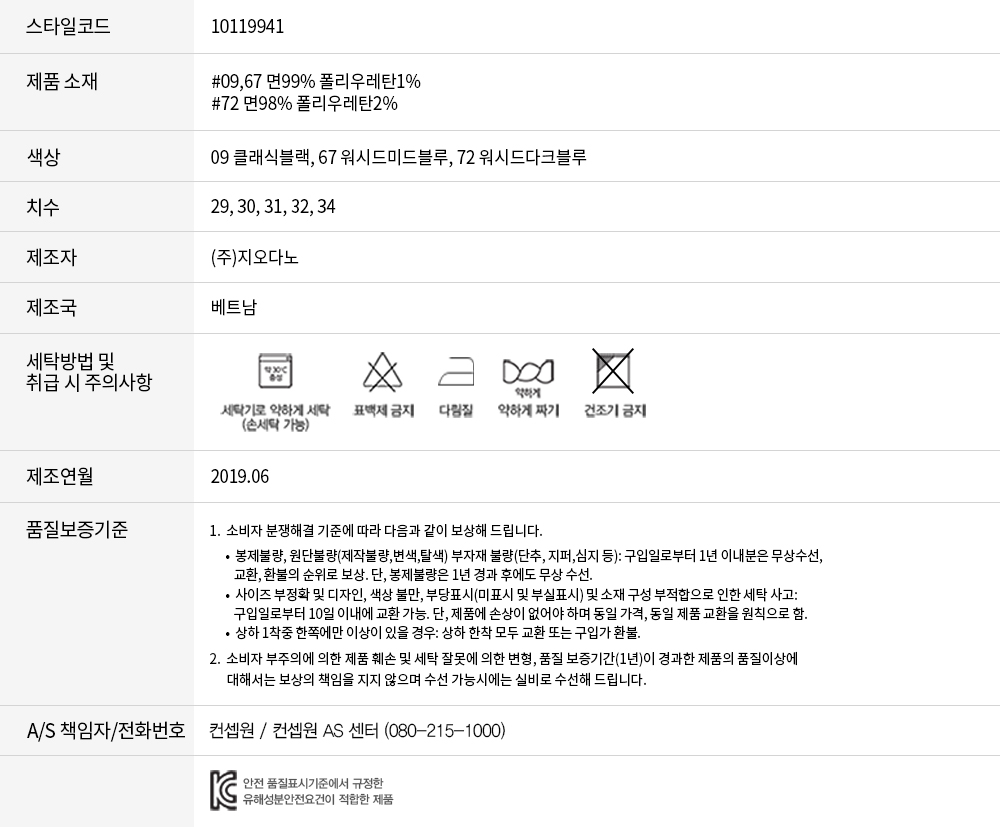 스타일코드
10119941
제품 소재
#09,67 면99% 폴리우레탄1%
#72 면98% 폴리우레탄2%
색상
09 클래식블랙, 67 워시드미드블루, 72 워시드다크블루
치수
29, 30, 31, 32, 34
제조자
(주)지오다노
제조국
베트남
세탁방법 및
취급 시 주의사항
약 30℃
중성
약하게
세탁기로 약하게 세탁
(손세탁 가능)
표백제 금지
다림질
약하게 짜기
건조기 금지
제조연월
2019.06
품질보증기준
1. 소비자 분쟁해결 기준에 따라 다음과 같이 보상해 드립니다.
• 봉제불량, 원단불량(제작불량,변색,탈색) 부자재 불량(단추, 지퍼,심지 등): 구입일로부터 1년 이내분은 무상수선,
교환, 환불의 순위로 보상. 단, 봉제불량은 1년 경과 후에도 무상 수선.
• 사이즈 부정확 및 디자인, 색상 불만, 부당표시(미표시 및 부실표시) 및 소재 구성 부적합으로 인한 세탁 사고:
구입일로부터 10일 이내에 교환 가능. 단, 제품에 손상이 없어야 하며 동일 가격, 동일 제품 교환을 원칙으로 함.
• 상하 1착중 한쪽에만 이상이 있을 경우: 상하 한착 모두 교환 또는 구입가 환불.
2. 소비자 부주의에 의한 제품 훼손 및 세탁 잘못에 의한 변형, 품질 보증기간(1년)이 경과한 제품의 품질이상에
대해서는 보상의 책임을 지지 않으며 수선 가능시에는 실비로 수선해 드립니다.
A/S 책임자/전화번호
컨셉원 / 컨셉원 AS 센터 (080-215-1000)
KC
안전 품질표시기준에서 규정한
유해성분안전요건이 적합한 제품